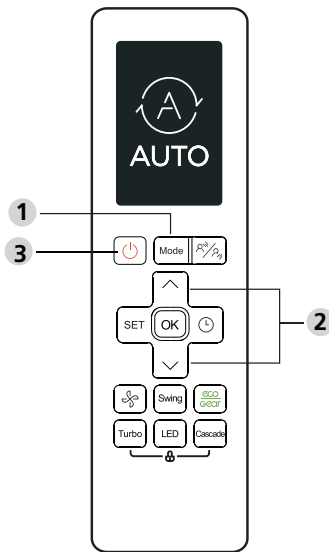 A
AUTO
1
Mode
3
2
SET OK
Swing eco
Gear
Turbo LED Cascade